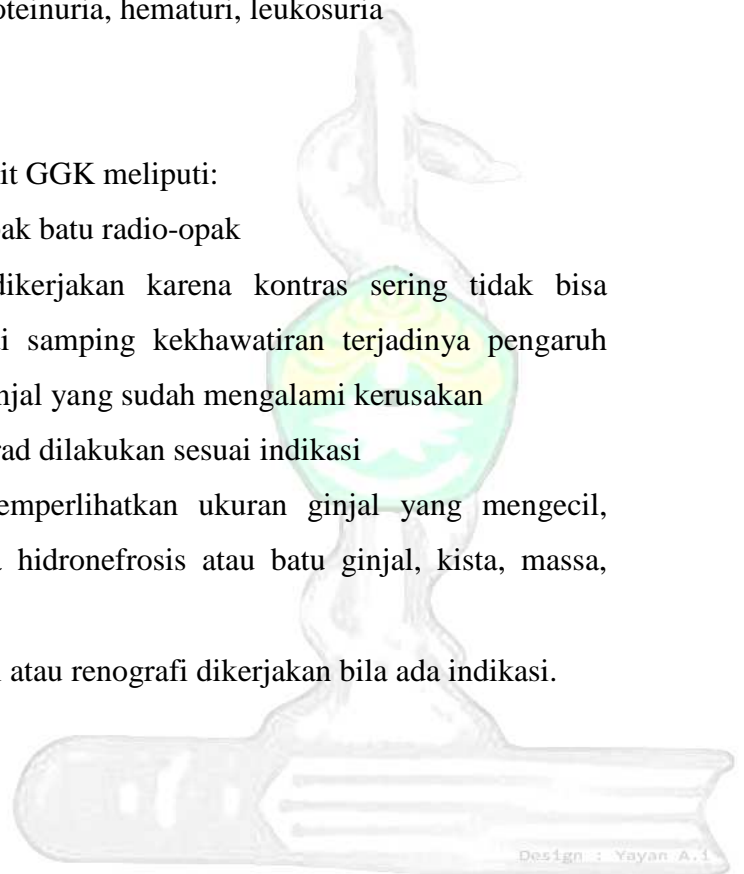 oteinuria, hematuri, leukosuria
it GGK meliputi:
ak batu radio-opak
dikerjakan karena kontras sering tidak bisa
i samping kekhawatiran terjadinya pengaruh
njal yang sudah mengalami kerusakan
rad dilakukan sesuai indikasi
emperlihatkan ukuran ginjal yang mengecil,
a hidronefrosis atau batu ginjal, kista, massa,
i atau renografi dikerjakan bila ada indikasi.
Design : Yayan A.i